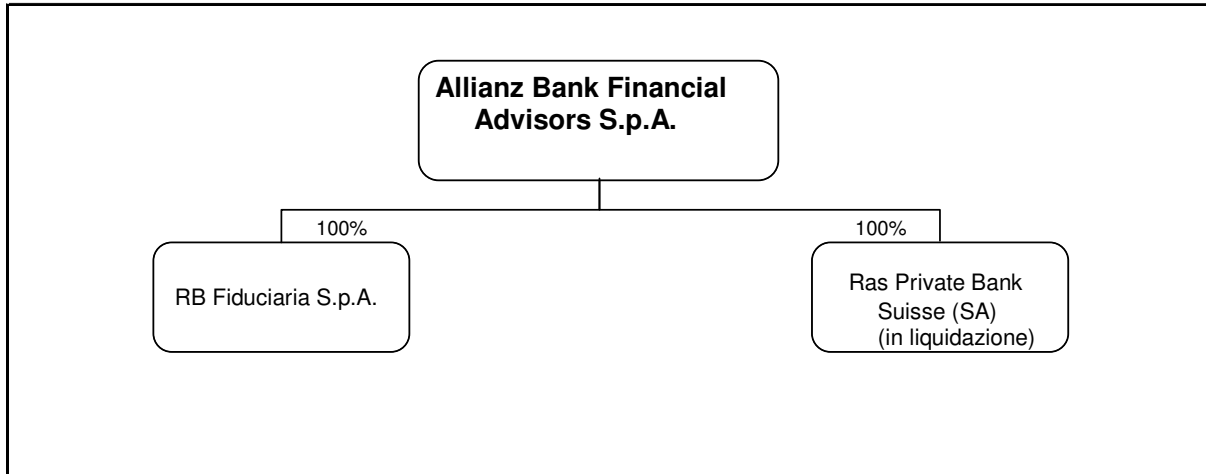 Allianz Bank Financial
Advisors S.p.A.
100%
100%
RB Fiduciaria S.p.A.
Ras Private Bank
Suisse (SA)
(in liquidazione)